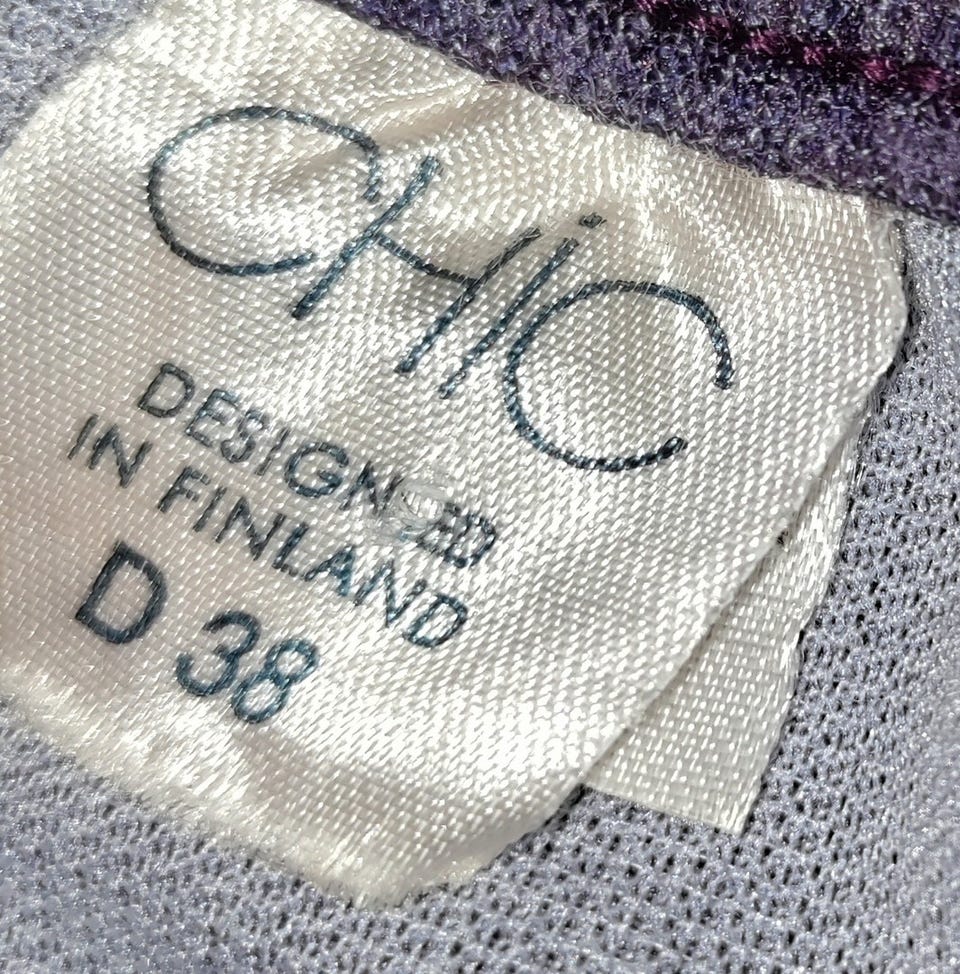 CHiC
DESIGNED
IN FINLAND
D 38